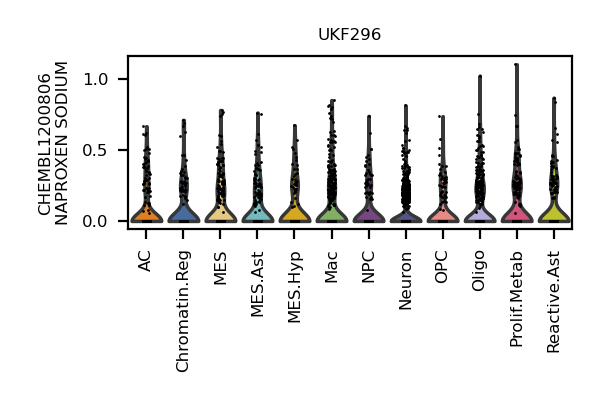 UKF296
CHEMBL1200806
NAPROXEN SODIUM
1.0
0.5
0.0
AC
Chromatin.Reg
MES
MES.Ast
MES.Hyp
Mac
NPC
Neuron
OPC
Oligo
Prolif.Metab
Reactive.Ast